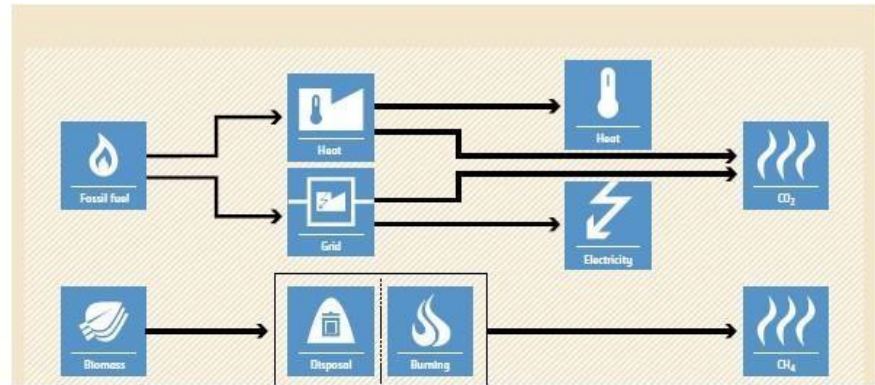 Heat
Heat
Fossil fuel
CO₂
Grid
Electricity
Biomass
Disposal
Burning
CH₄